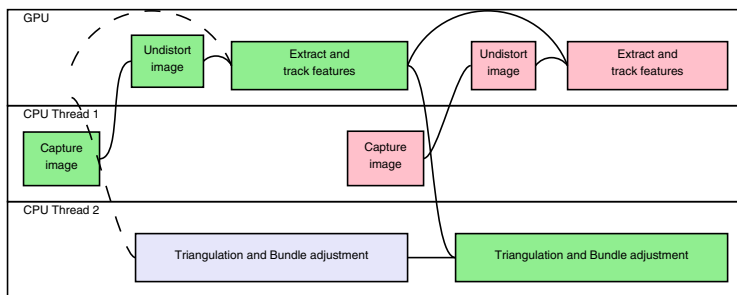 GPU
Undistort
image
Extract and
track features
Undistort
image
Extract and
track features
CPU Thread 1
Capture
image
Capture
image
CPU Thread 2
Triangulation and Bundle adjustment
Triangulation and Bundle adjustment